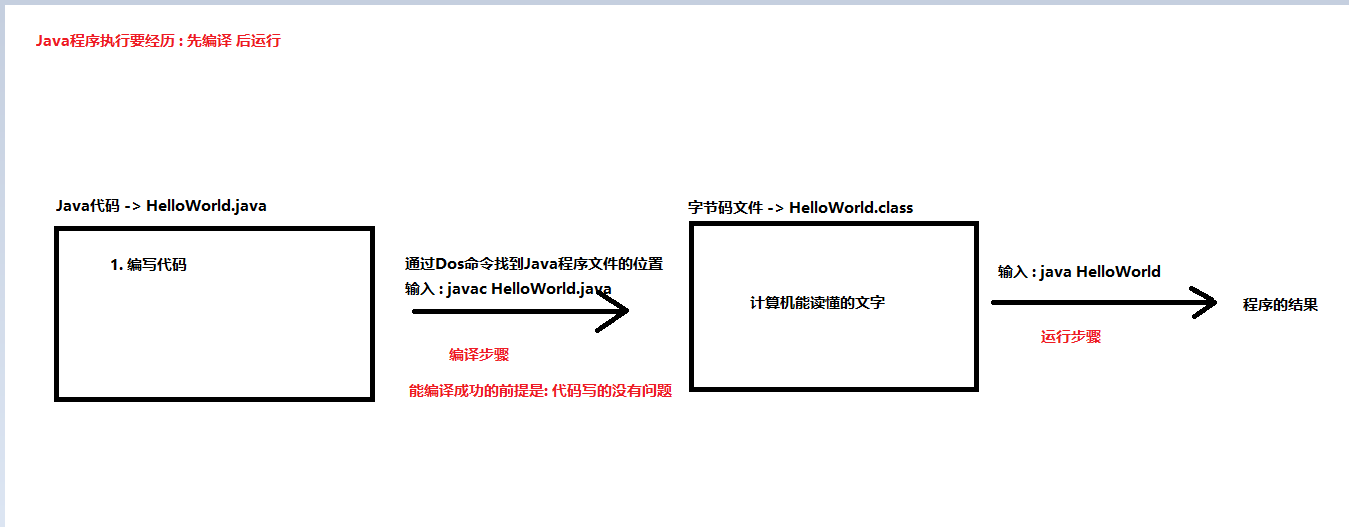 Java程序执行要经历 : 先编译 后运行
Java代码 -> HelloWorld.java
1. 编写代码
通过Dos命令找到Java程序文件的位置
输入 : javac HelloWorld.java
编译步骤
能编译成功的前提是: 代码写的没有问题
字节码文件 -> HelloWorld.class
计算机能读懂的文字
输入 : java HelloWorld
运行步骤
程序的结果